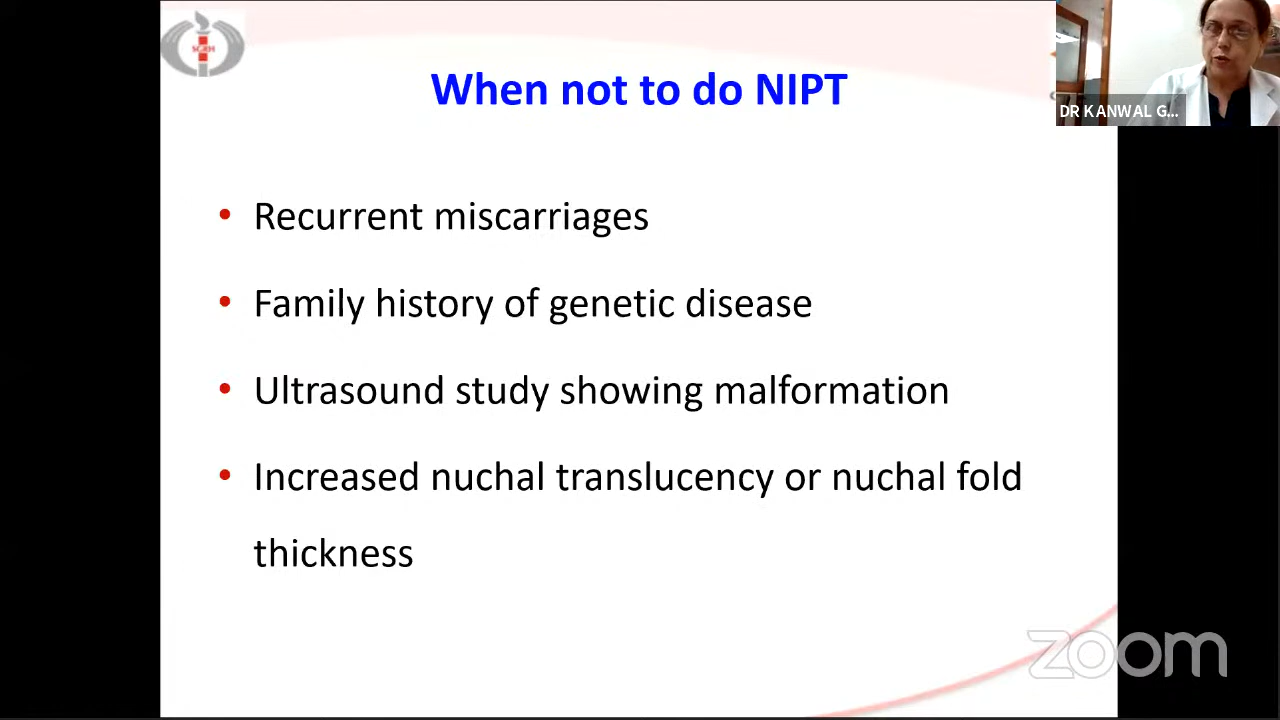 SGRH
When not to do NIPT
DR KANWAL G...
• Recurrent miscarriages
• Family history of genetic disease
• Ultrasound study showing malformation
• Increased nuchal translucency or nuchal fold
thickness
zoom